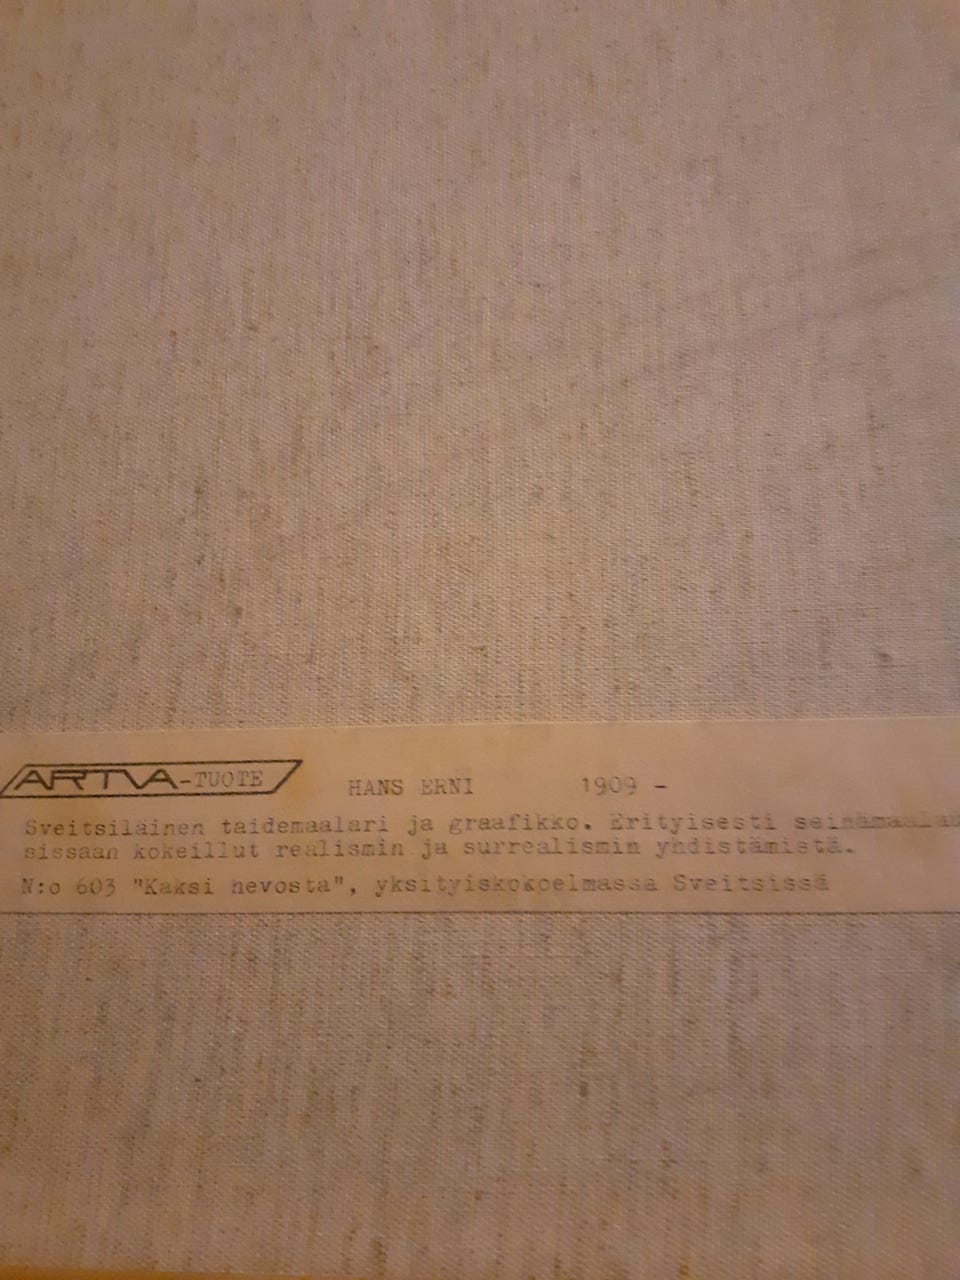 ARTVA-TUOTE HANS ERNI 1909 -
Sveitsiläinen taidemaalari ja graafikko. Erityisesti seinämaalau
sissaan kokeillut realismin ja surrealismin yhdistämistä.
N:o 603 "Kaksi hevosta", yksityiskokoelmassa Sveitsissä